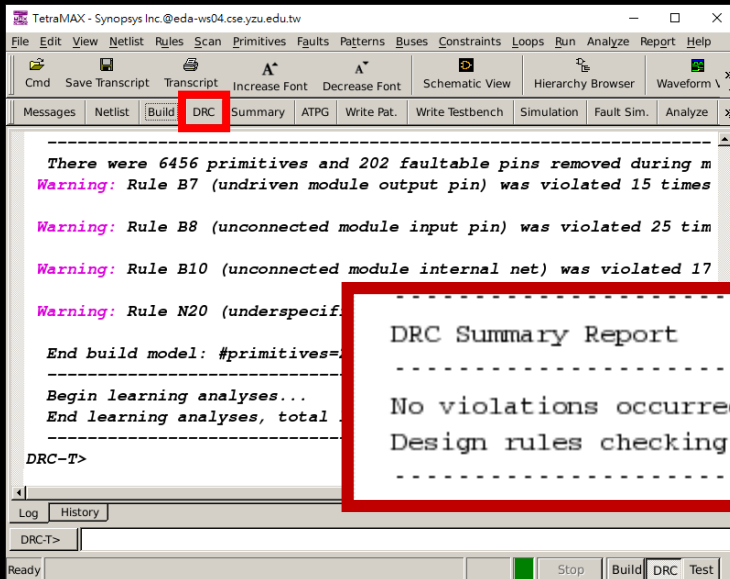 TetraMAX - Synopsys Inc.@eda-ws04.cse.yzu.edu.tw
File Edit View Netlist Rules Scan Primitives Faults Patterns Buses Constraints Loops Run Analyze Report Help
Cmd Save Transcript Transcript Increase Font Decrease Font Schematic View Hierarchy Browser Waveform
Messages Netlist Build DRC Summary ATPG Write Pat. Write Testbench Simulation Fault Sim. Analyze
There were 6456 primitives and 202 faultable pins removed during m
Warning: Rule B7 (undriven module output pin) was violated 15 times
Warning: Rule B8 (unconnected module input pin) was violated 25 tim
Warning: Rule B10 (unconnected module internal net) was violated 17
Warning: Rule N20 (underspecif
End build model: #primitives=
Begin learning analyses...
End learning analyses, total
DRC-T>
DRC Summary Report
No violations occurre
Design rules checking
Log History
DRC-T>
Ready Stop Build DRC Test